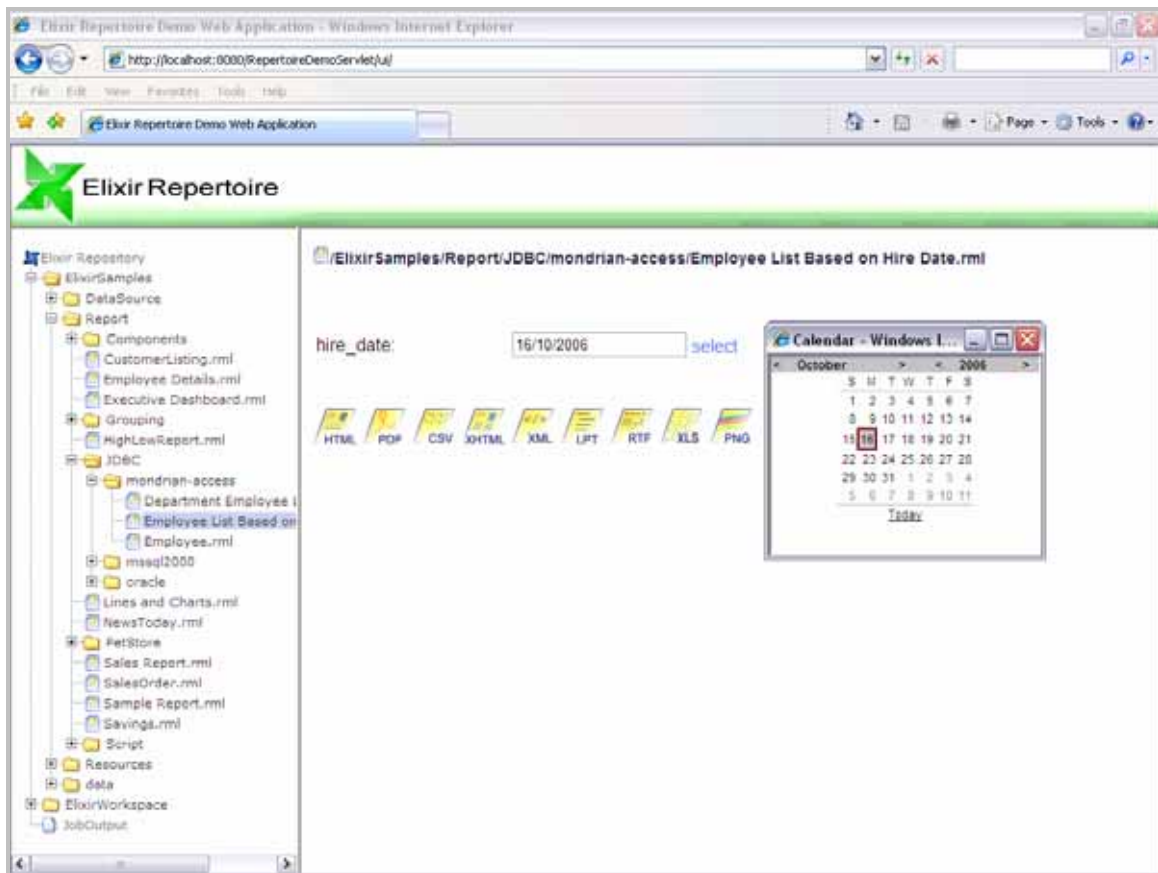 Elixir Repertoire Demo Web Application - Windows Internet Explorer
http://localhost:8080/RepertoireDemoServlet/ui/
File Edit View Favorites Tools Help
Elixir Repertoire Demo Web Application
Page Tools
Elixir Repertoire
Elixir Repository
ElixirSamples
DataSource
Report
Components
CustomerListing.rml
Employee Details.rml
Executive Dashboard.rml
Grouping
HighLowReport.rml
JDBC
mondrian-access
Department Employee L
Employee List Based on
Employee.rml
mssql2000
oracle
Lines and Charts.rml
NewsToday.rml
PetStore
Sales Report.rml
SalesOrder.rml
Sample Report.rml
Savings.rml
Script
Resources
data
ElixirWorkspace
JobOutput
/ElixirSamples/Report/JDBC/mondrian-access/Employee List Based on Hire Date.rml
hire_date: 16/10/2006 select
HTML PDF CSV XHTML XML LPT RTF XLS PNG
Calendar - Windows I...
< October > < 2006 >
S M T W T F S
1 2 3 4 5 6 7
8 9 10 11 12 13 14
15 16 17 18 19 20 21
22 23 24 25 26 27 28
29 30 31 1 2 3 4
5 6 7 8 9 10 11
Today